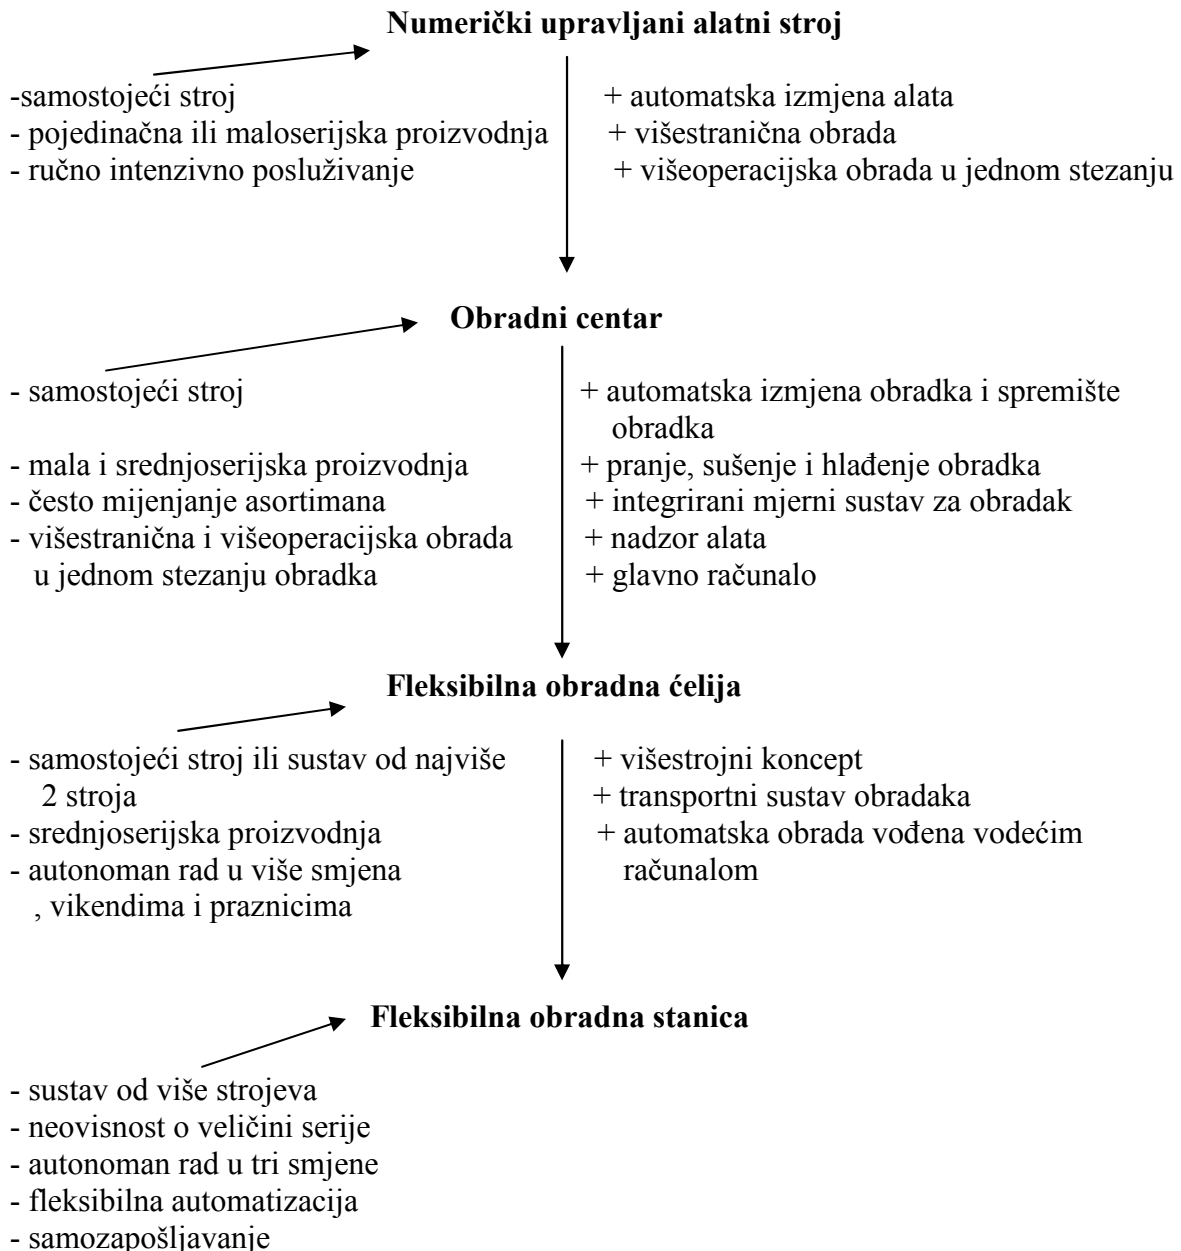 Numerički upravljani alatni stroj
-samostojeći stroj
- pojedinačna ili maloserijska proizvodnja
- ručno intenzivno posluživanje
+ automatska izmjena alata
+ višestranična obrada
+ višeoperacijska obrada u jednom stezanju
Obradni centar
- samostojeći stroj
- mala i srednjoserijska proizvodnja
- često mijenjanje asortimana
- višestranična i višeoperacijska obrada
u jednom stezanju obradka
+ automatska izmjena obradka i spremište
obradka
+ pranje, sušenje i hlađenje obradka
+ integrirani mjerni sustav za obradak
+ nadzor alata
+ glavno računalo
Fleksibilna obradna ćelija
- samostojeći stroj ili sustav od najviše
2 stroja
- srednjoserijska proizvodnja
- autonoman rad u više smjena
, vikendima i praznicima
+ višestrojni koncept
+ transportni sustav obradaka
+ automatska obrada vođena vodećim
računalom
Fleksibilna obradna stanica
- sustav od više strojeva
- neovisnost o veličini serije
- autonoman rad u tri smjene
- fleksibilna automatizacija
- samozapošljavanje